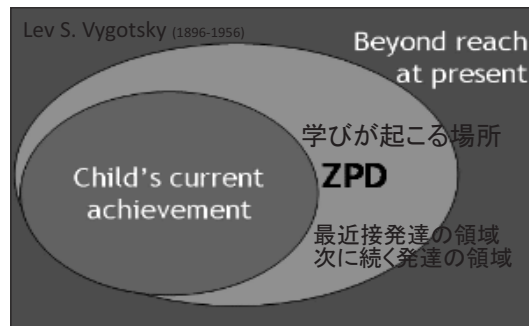 Lev S. Vygotsky (1896-1956)
Beyond reach
at present
学びが起こる場所
ZPD
Child's current
achievement
最近接発達の領域
次に続く発達の領域